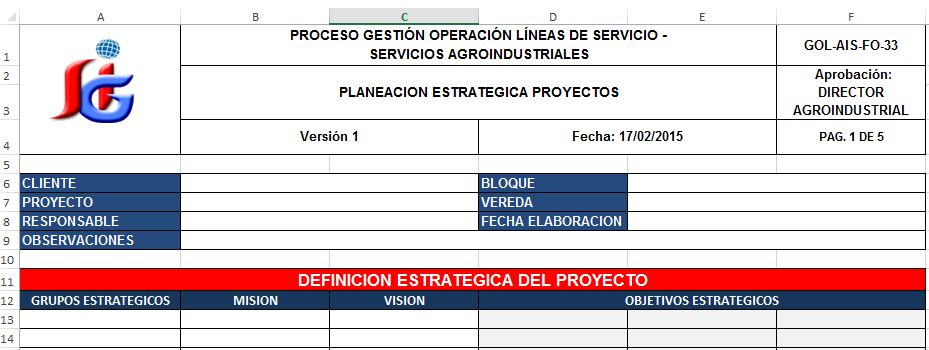 A B C D E F
1 PROCESO GESTIÓN OPERACIÓN LÍNEAS DE SERVICIO -
SERVICIOS AGROINDUSTRIALES
GOL-AIS-FO-33
2
3
PLANEACION ESTRATEGICA PROYECTOS
Aprobación:
DIRECTOR
AGROINDUSTRIAL
4 Versión 1 Fecha: 17/02/2015 PAG. 1 DE 5
5
6 CLIENTE BLOQUE
7 PROYECTO VEREDA
8 RESPONSABLE FECHA ELABORACION
9 OBSERVACIONES
10
11 DEFINICION ESTRATEGICA DEL PROYECTO
12 GRUPOS ESTRATEGICOS MISION VISION OBJETIVOS ESTRATEGICOS
13
14